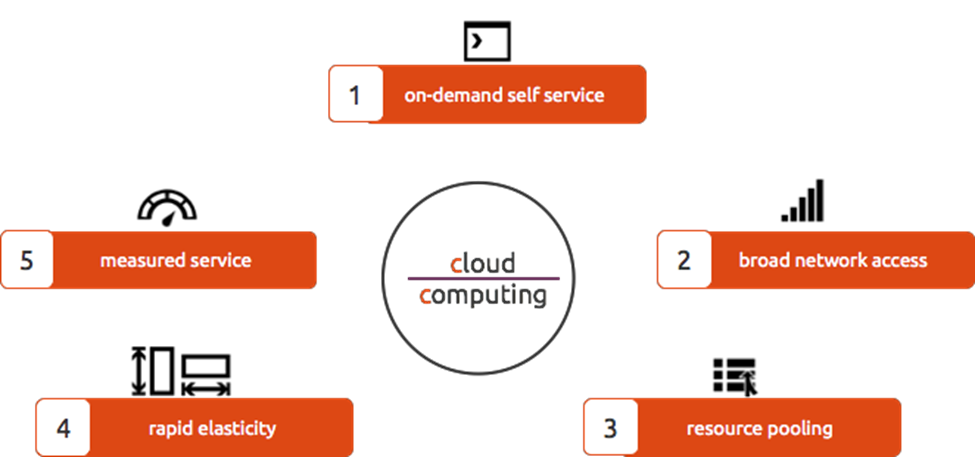 1
on-demand self service
5
measured service
2
broad network access
cloud
computing
4
rapid elasticity
3
resource pooling